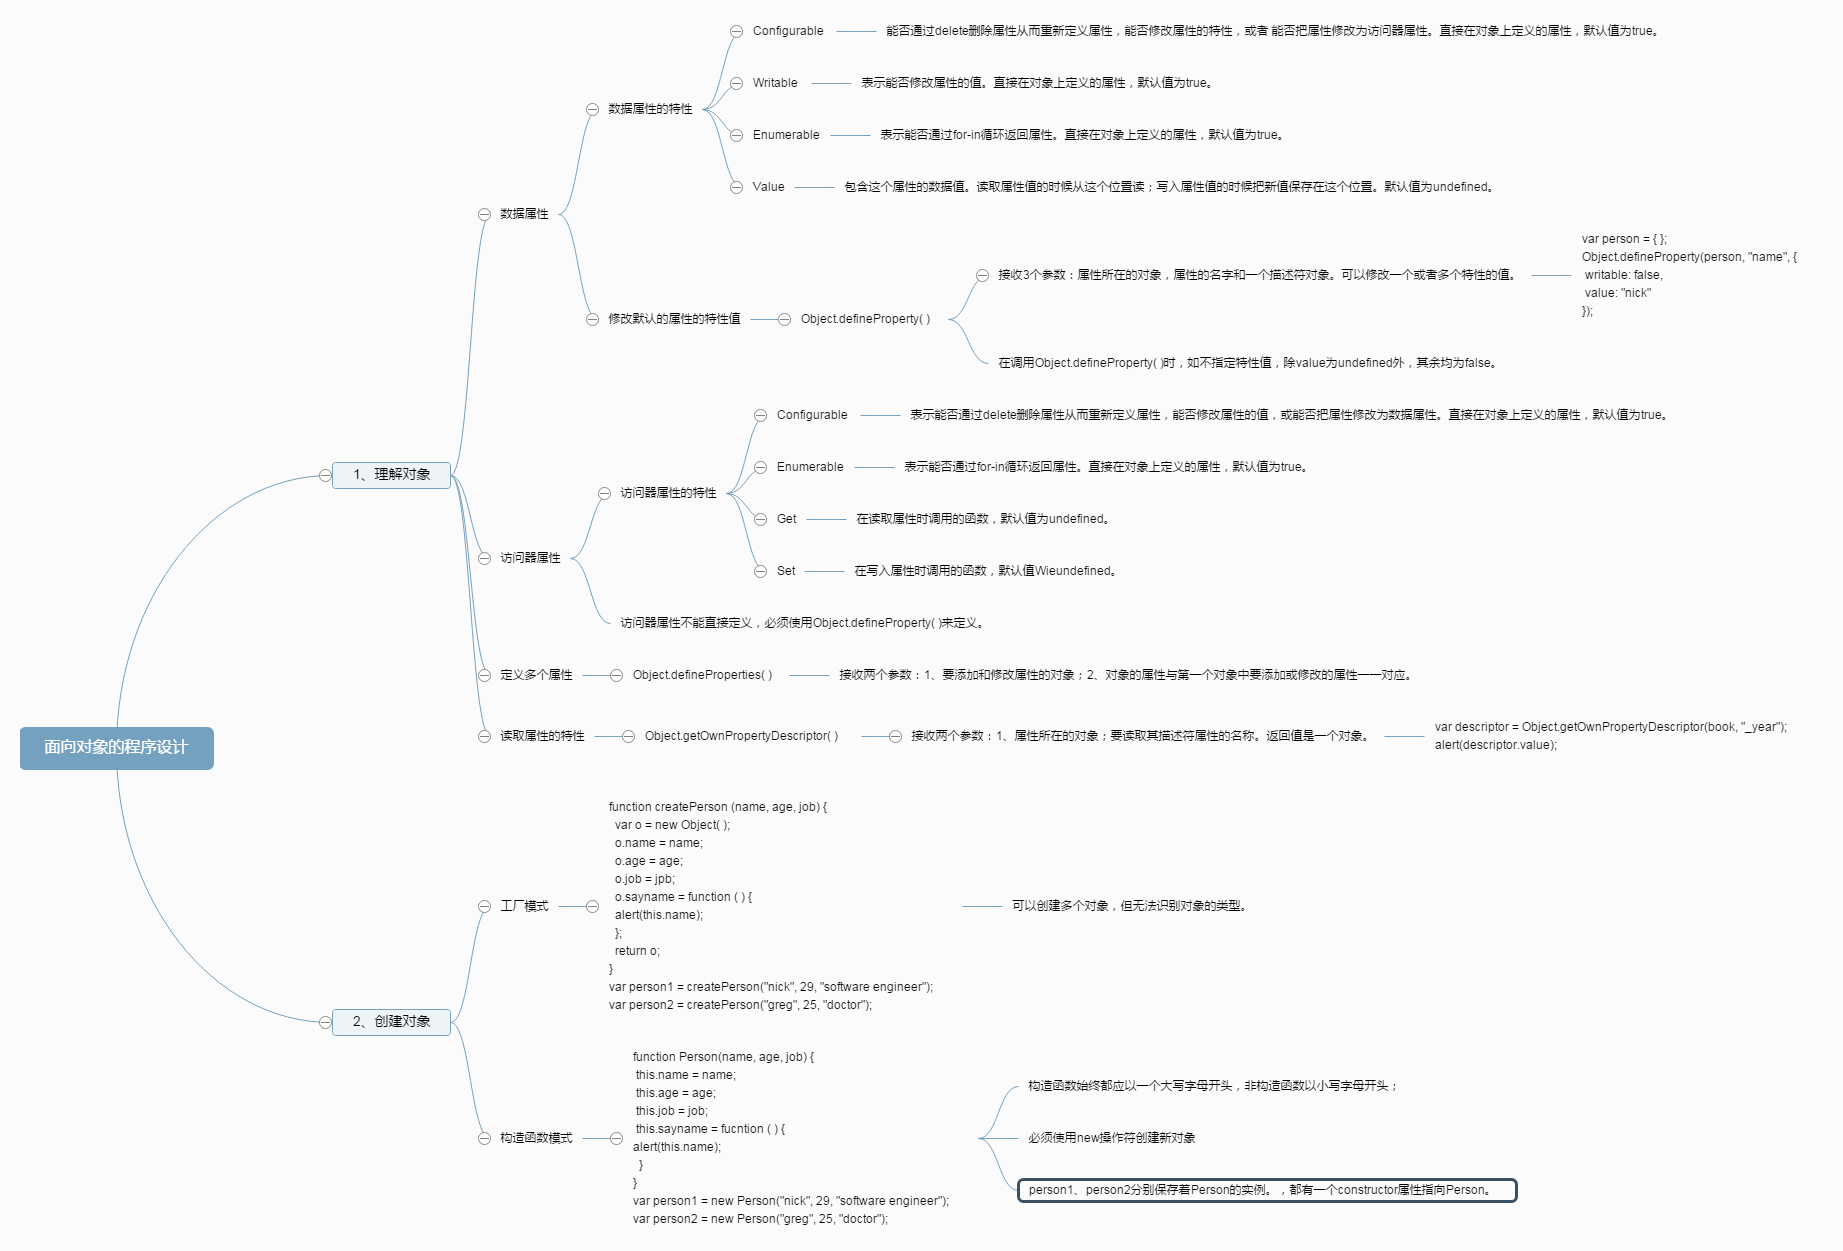 面向对象的程序设计
1、理解对象
数据属性
数据属性的特性
Configurable
能否通过delete删除属性从而重新定义属性，能否修改属性的特性，或者 能否把属性修改为访问器属性。直接在对象上定义的属性，默认值为true。
Writable
表示能否修改属性的值。直接在对象上定义的属性，默认值为true。
Enumerable
表示能否通过for-in循环返回属性。直接在对象上定义的属性，默认值为true。
Value
包含这个属性的数据值。读取属性值的时候从这个位置读；写入属性值的时候把新值保存在这个位置。默认值为undefined。
修改默认的属性的特性值
Object.defineProperty( )
接收3个参数：属性所在的对象，属性的名字和一个描述符对象。可以修改一个或者多个特性的值。
var person = { };
Object.defineProperty(person, "name", {
writable: false,
value: "nick"
});
在调用Object.defineProperty( )时，如不指定特性值，除value为undefined外，其余均为false。
访问器属性
访问器属性的特性
Configurable
表示能否通过delete删除属性从而重新定义属性，能否修改属性的值，或能否把属性修改为数据属性。直接在对象上定义的属性，默认值为true。
Enumerable
表示能否通过for-in循环返回属性。直接在对象上定义的属性，默认值为true。
Get
在读取属性时调用的函数，默认值为undefined。
Set
在写入属性时调用的函数，默认值Wieundefined。
访问器属性不能直接定义，必须使用Object.defineProperty( )来定义。
定义多个属性
Object.defineProperties( )
接收两个参数：1、要添加和修改属性的对象；2、对象的属性与第一个对象中要添加或修改的属性一一对应。
读取属性的特性
Object.getOwnPropertyDescriptor( )
接收两个参数：1、属性所在的对象；要读取其描述符属性的名称。返回值是一个对象。
var descriptor = Object.getOwnPropertyDescriptor(book, "_year");
alert(descriptor.value);
2、创建对象
工厂模式
function createPerson (name, age, job) {
var o = new Object( );
o.name = name;
o.age = age;
o.job = jpb;
o.sayname = function ( ) {
alert(this.name);
};
return o;
}
var person1 = createPerson("nick", 29, "software engineer");
var person2 = createPerson("greg", 25, "doctor");
可以创建多个对象，但无法识别对象的类型。
构造函数模式
function Person(name, age, job) {
this.name = name;
this.age = age;
this.job = job;
this.sayname = fucntion ( ) {
alert(this.name);
}
}
var person1 = new Person("nick", 29, "software engineer");
var person2 = new Person("greg", 25, "doctor");
构造函数始终都应以一个大写字母开头，非构造函数以小写字母开头；
必须使用new操作符创建新对象
person1、person2分别保存着Person的实例。，都有一个constructor属性指向Person。